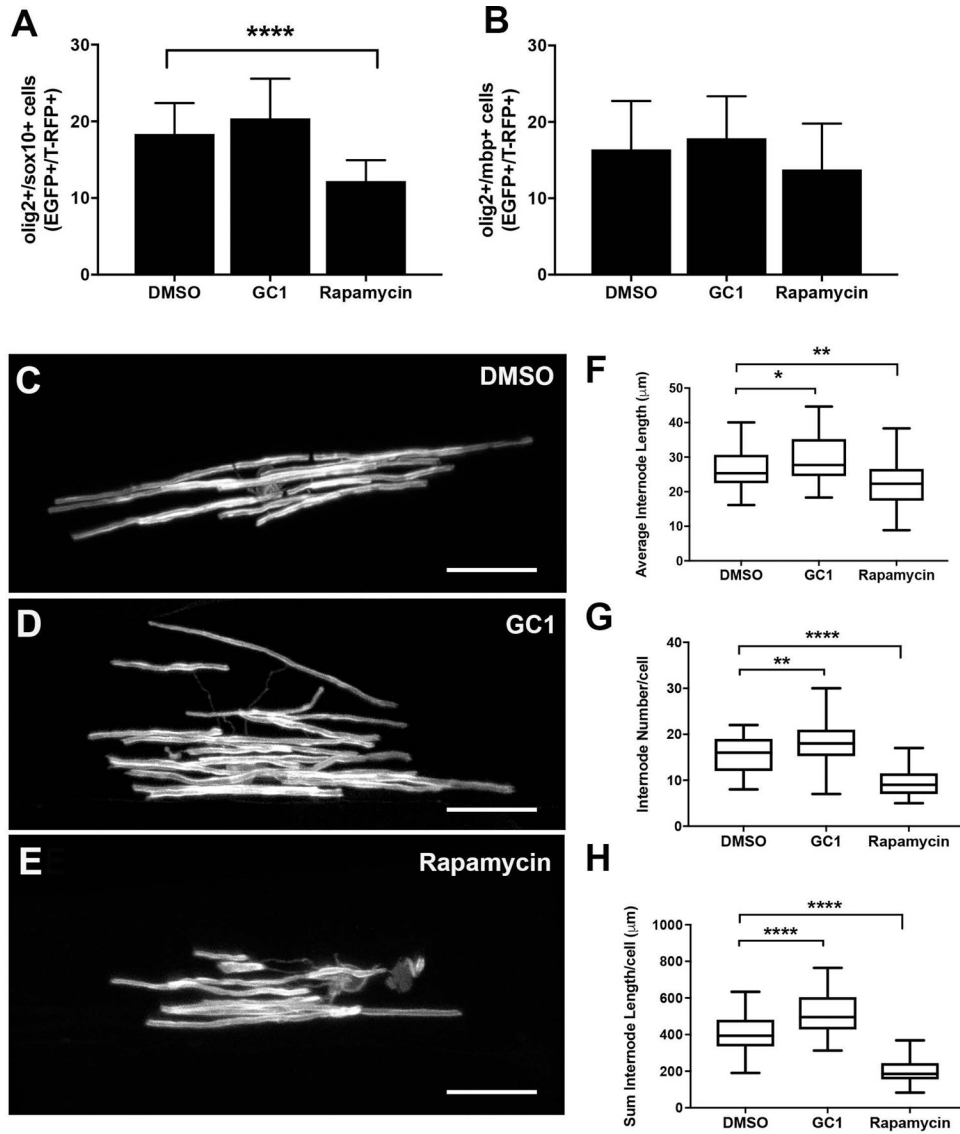 A
30
20
10
0
olig2+/sox10+ cells
(EGFP+/T-RFP+)
****
DMSO GC1 Rapamycin
B
30
20
10
0
olig2+/mbp+ cells
(EGFP+/T-RFP+)
DMSO GC1 Rapamycin
C DMSO
D GC1
E Rapamycin
F
50
40
30
20
10
0
Average Internode Length (μm)
**
*
DMSO GC1 Rapamycin
G
40
30
20
10
0
Internode Number/cell
****
**
DMSO GC1 Rapamycin
H
1000
800
600
400
200
0
Sum Internode Length/cell (μm)
****
****
DMSO GC1 Rapamycin